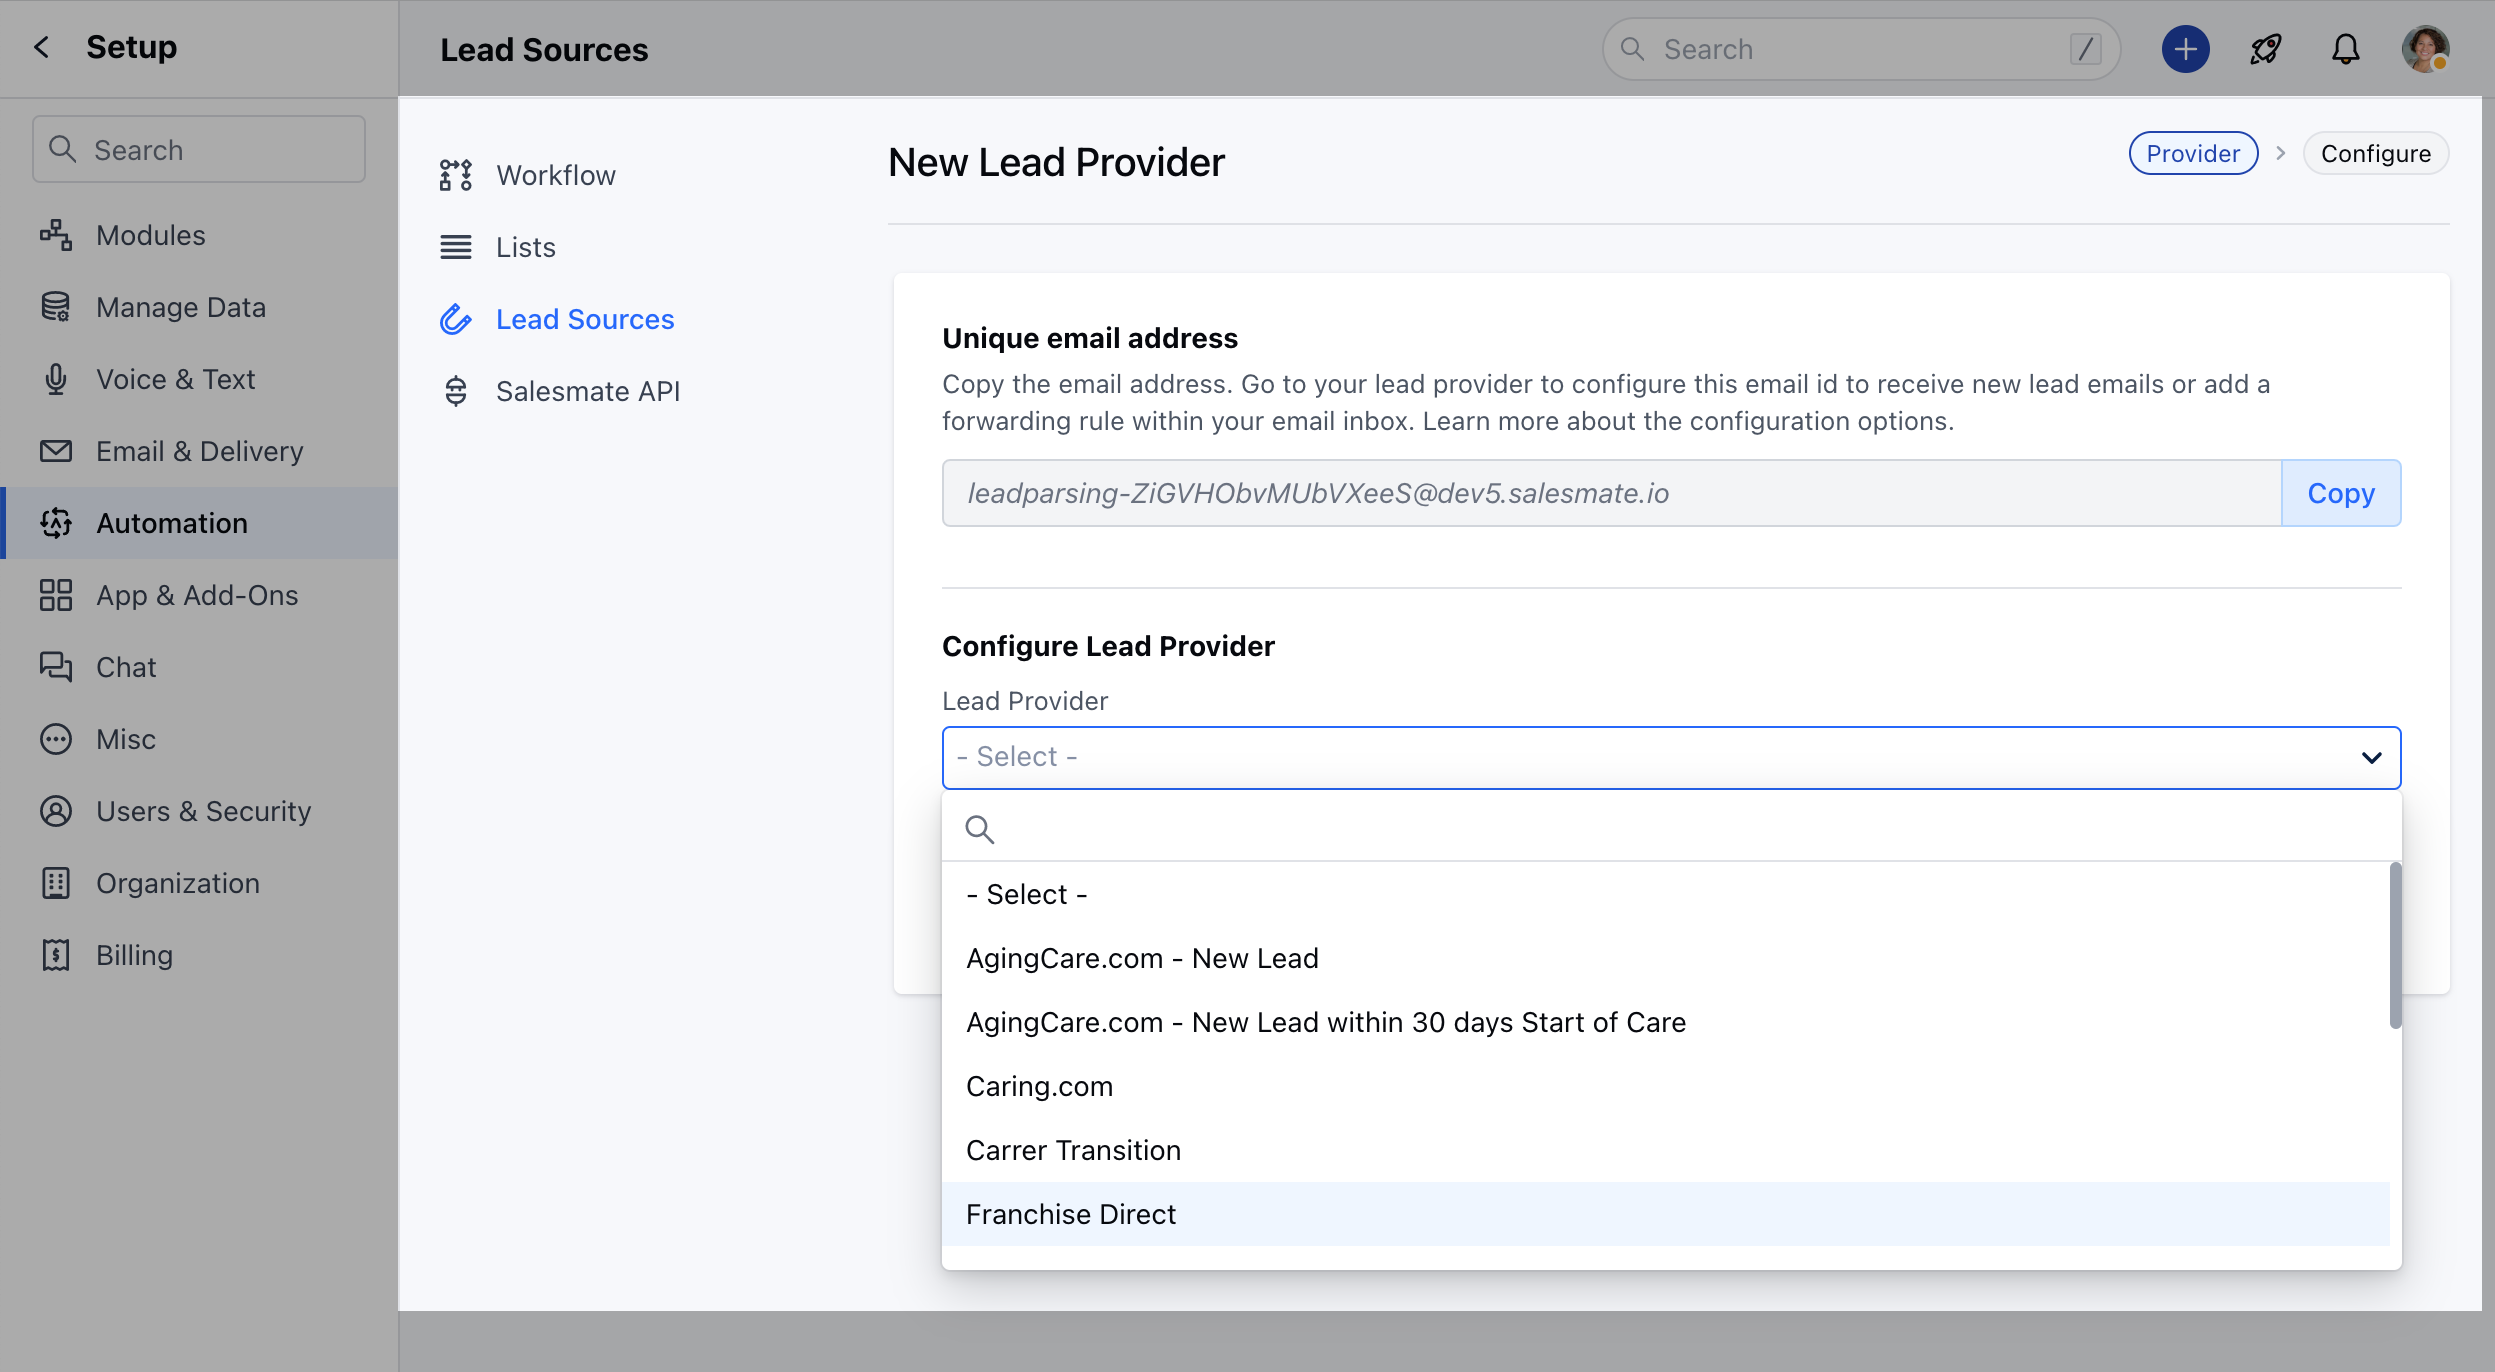 Setup
Lead Sources
Search
/
Search
Modules
Manage Data
Voice & Text
Email & Delivery
Automation
App & Add-Ons
Chat
Misc
Users & Security
Organization
Billing
Workflow
Lists
Lead Sources
Salesmate API
New Lead Provider
Provider
Configure
Unique email address
Copy the email address. Go to your lead provider to configure this email id to receive new lead emails or add a
forwarding rule within your email inbox. Learn more about the configuration options.
leadparsing-ZiGVHObvMUbVXeeS@dev5.salesmate.io
Copy
Configure Lead Provider
Lead Provider
- Select -
- Select -
AgingCare.com - New Lead
AgingCare.com - New Lead within 30 days Start of Care
Caring.com
Carrer Transition
Franchise Direct